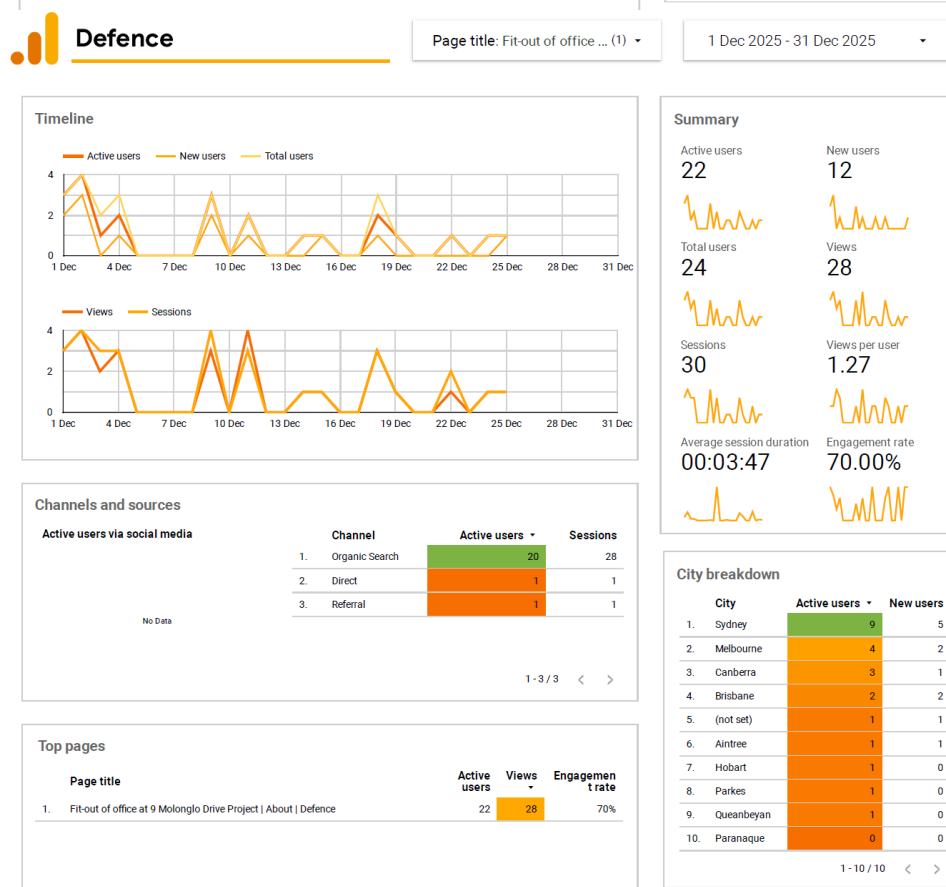 Defence
Page title: Fit-out of office ... (1)
1 Dec 2025 - 31 Dec 2025
Timeline
Active users New users Total users
4
2
0
1 Dec 4 Dec 7 Dec 10 Dec 13 Dec 16 Dec 19 Dec 22 Dec 25 Dec 28 Dec 31 Dec
Views Sessions
4
2
0
1 Dec 4 Dec 7 Dec 10 Dec 13 Dec 16 Dec 19 Dec 22 Dec 25 Dec 28 Dec 31 Dec
Summary
Active users New users
22 12
Total users Views
24 28
Sessions Views per user
30 1.27
Average session duration Engagement rate
00:03:47 70.00%
Channels and sources
Active users via social media
No Data
Channel Active users Sessions
1. Organic Search 20 28
2. Direct 1 1
3. Referral 1 1
1 - 3 / 3
City breakdown
City Active users New users
1. Sydney 9 5
2. Melbourne 4 2
3. Canberra 3 1
4. Brisbane 2 2
5. (not set) 1 1
6. Aintree 1 1
7. Hobart 1 0
8. Parkes 1 0
9. Queanbeyan 1 0
10. Paranaque 0 0
1 - 10 / 10
Top pages
Page title Active users Views Engagemen
t rate
1. Fit-out of office at 9 Molonglo Drive Project | About | Defence 22 28 70%